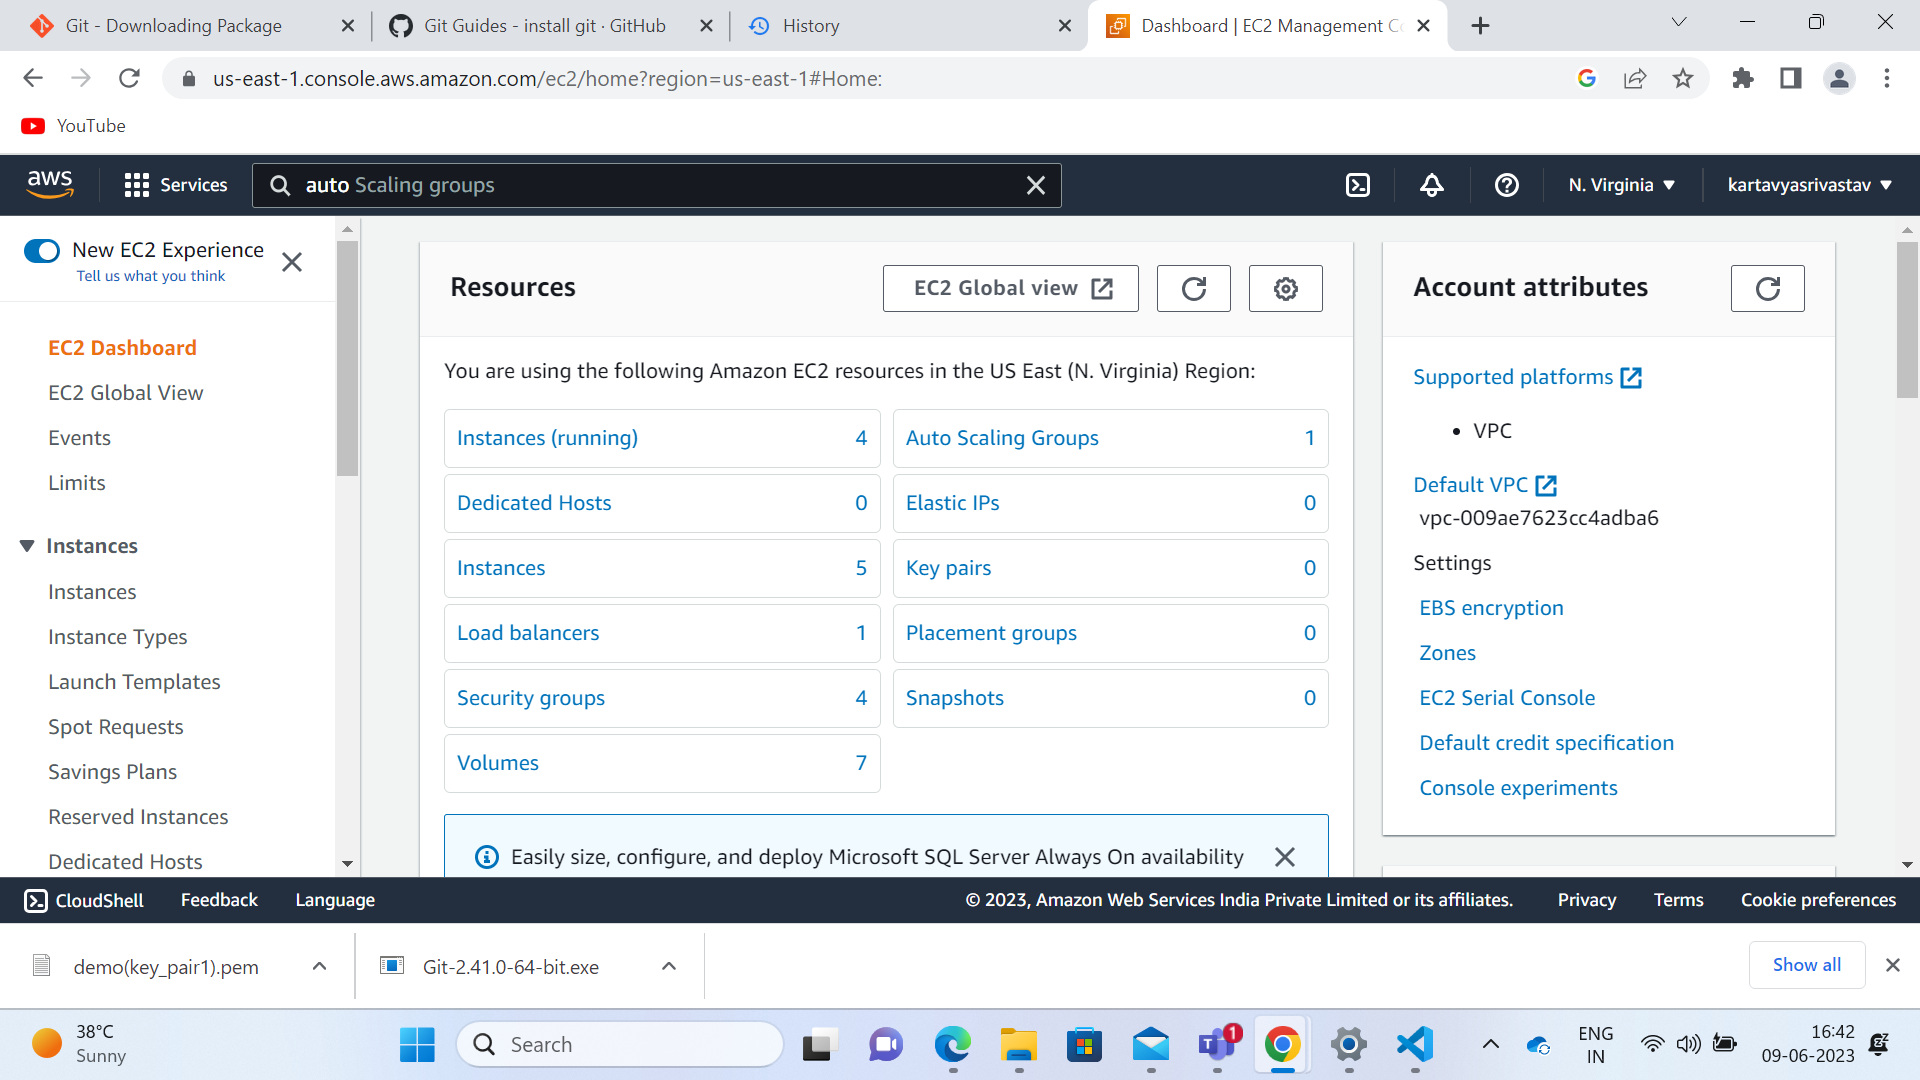 Git - Downloading Package
Git Guides - install git · GitHub
History
Dashboard | EC2 Management Co
us-east-1.console.aws.amazon.com/ec2/home?region=us-east-1#Home:
YouTube
aws
Services
auto Scaling groups
N. Virginia
kartavyasrivastav
New EC2 Experience
Tell us what you think
EC2 Dashboard
EC2 Global View
Events
Limits
Instances
Instances
Instance Types
Launch Templates
Spot Requests
Savings Plans
Reserved Instances
Dedicated Hosts
Resources
EC2 Global view
You are using the following Amazon EC2 resources in the US East (N. Virginia) Region:
Instances (running) 4
Auto Scaling Groups 1
Dedicated Hosts 0
Elastic IPs 0
Instances 5
Key pairs 0
Load balancers 1
Placement groups 0
Security groups 4
Snapshots 0
Volumes 7
Easily size, configure, and deploy Microsoft SQL Server Always On availability
Account attributes
Supported platforms
• VPC
Default VPC
vpc-009ae7623cc4adba6
Settings
EBS encryption
Zones
EC2 Serial Console
Default credit specification
Console experiments
CloudShell
Feedback
Language
© 2023, Amazon Web Services India Private Limited or its affiliates.
Privacy
Terms
Cookie preferences
demo(key_pair1).pem
Git-2.41.0-64-bit.exe
Show all
38°C
Sunny
Search
1
ENG
IN
16:42
09-06-2023